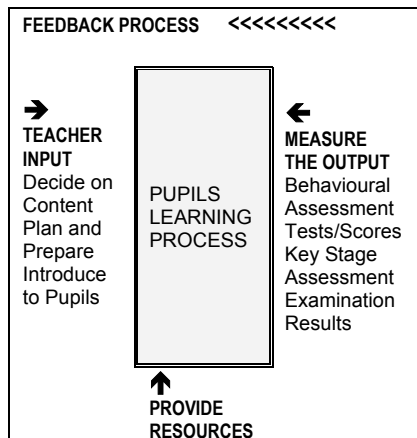 FEEDBACK PROCESS <<<<<<<<<
➔
TEACHER
INPUT
Decide on
Content
Plan and
Prepare
Introduce
to Pupils
PUPILS
LEARNING
PROCESS
🡸
MEASURE
THE OUTPUT
Behavioural
Assessment
Tests/Scores
Key Stage
Assessment
Examination
Results
🡹
PROVIDE
RESOURCES